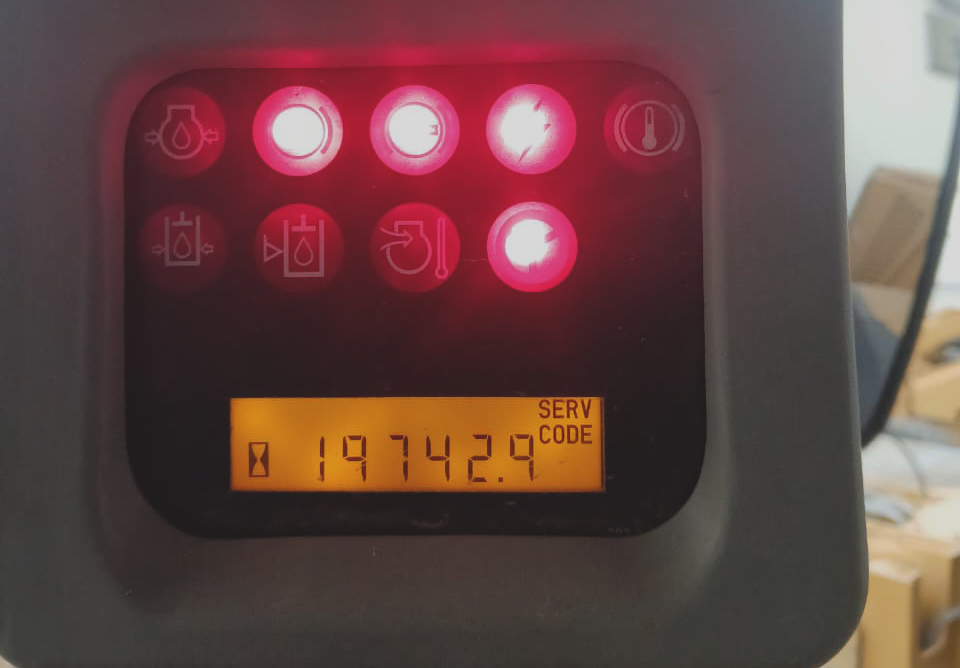 SERV
CODE
19742.9